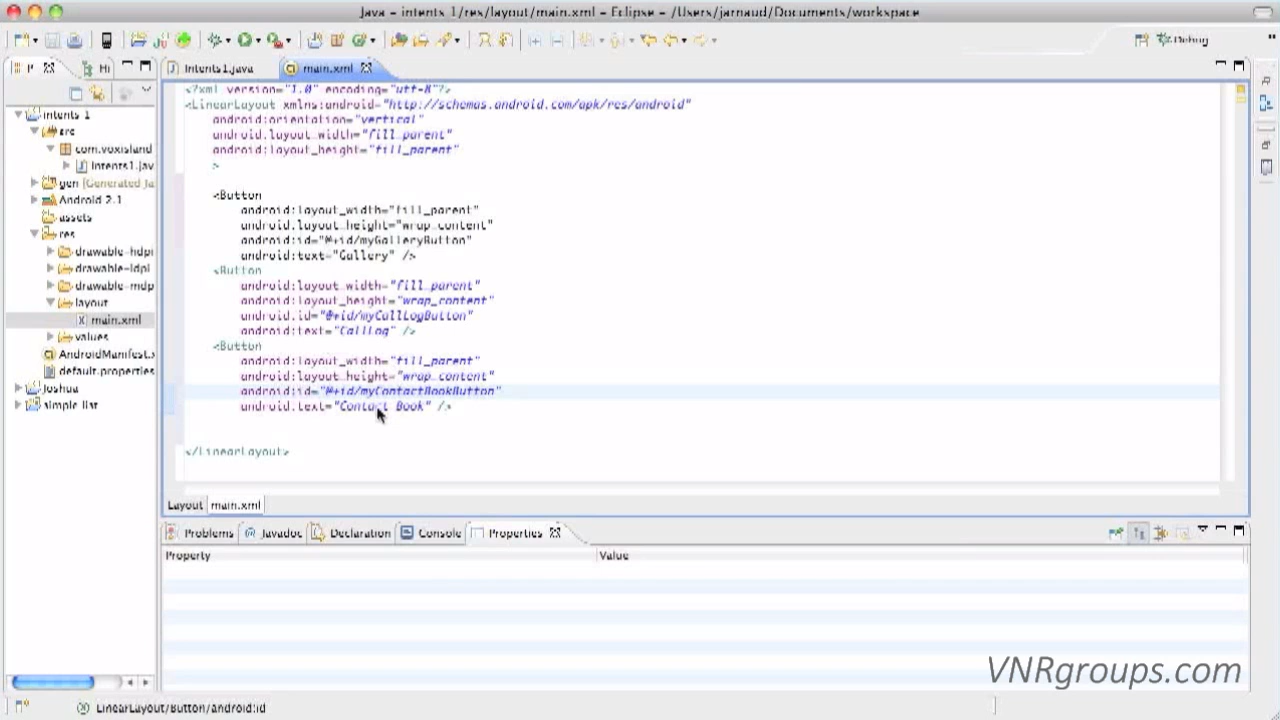 Java - intents 1/res/layout/main.xml - Eclipse - /Users/jarnaud/Documents/workspace
Debug
P
Hi
Intents1.java
main.xml
intents 1
src
com.voxisland
Intents1.jav
gen [Generated Ja
Android 2.1
assets
res
drawable-hdpi
drawable-ldpi
drawable-mdp
layout
main.xml
values
AndroidManifest.x
default.properties
Joshua
simple list
<?xml version="1.0" encoding="utf-8"?>
<LinearLayout xmlns:android="http://schemas.android.com/apk/res/android"
android:orientation="vertical"
android:layout_width="fill_parent"
android:layout_height="fill_parent"
>
<Button
android:layout_width="fill_parent"
android:layout_height="wrap_content"
android:id="@+id/myGalleryButton"
android:text="Gallery" />
<Button
android:layout_width="fill_parent"
android:layout_height="wrap_content"
android:id="@+id/myCallLogButton"
android:text="CallLog" />
<Button
android:layout_width="fill_parent"
android:layout_height="wrap_content"
android:id="@+id/myContactBookButton"
android:text="Contact Book" />
</LinearLayout>
Layout
main.xml
Problems
@ Javadoc
Declaration
Console
Properties
Property
Value
VNRgroups.com
LinearLayout/Button/android:id